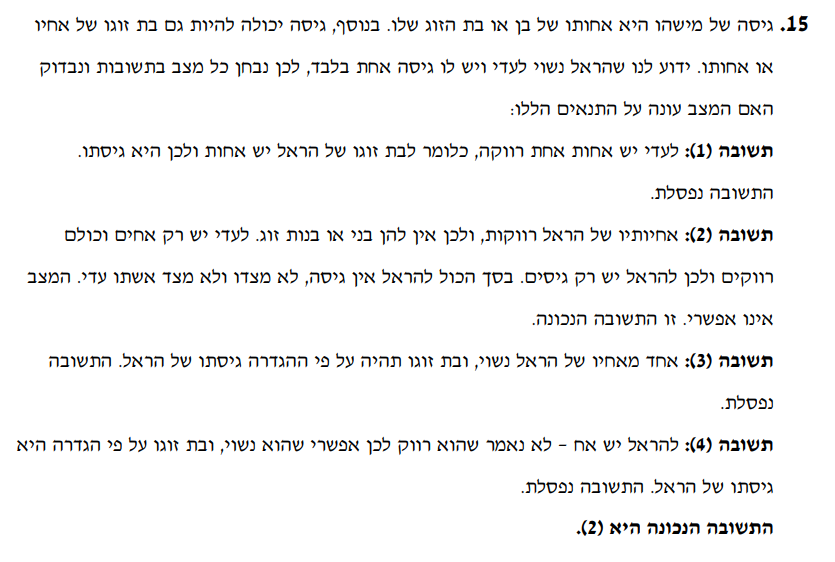 15. גיסה של מישהו היא אחותו של בן או בת הזוג שלו. בנוסף, גיסה יכולה להיות גם בת זוגו של אחיו
או אחותו. ידוע לנו שהראל נשוי לעדי ויש לו גיסה אחת בלבד, לכן נבחן כל מצב בתשובות ונבדוק
האם המצב עונה על התנאים הללו:
תשובה (1): לעדי יש אחות אחת רווקה, כלומר לבת זוגו של הראל יש אחות ולכן היא גיסתו.
התשובה נפסלת.
תשובה (2): אחיותיו של הראל רווקות, ולכן אין להן בני או בנות זוג. לעדי יש רק אחים וכולם
רווקים ולכן להראל יש רק גיסים. בסך הכול להראל אין גיסה, לא מצדו ולא מצד אשתו עדי. המצב
אינו אפשרי. זו התשובה הנכונה.
תשובה (3): אחד מאחיו של הראל נשוי, ובת זוגו תהיה על פי ההגדרה גיסתו של הראל. התשובה
נפסלת.
תשובה (4): להראל יש אח – לא נאמר שהוא רווק לכן אפשרי שהוא נשוי, ובת זוגו על פי הגדרה היא
גיסתו של הראל. התשובה נפסלת.
התשובה הנכונה היא (2).